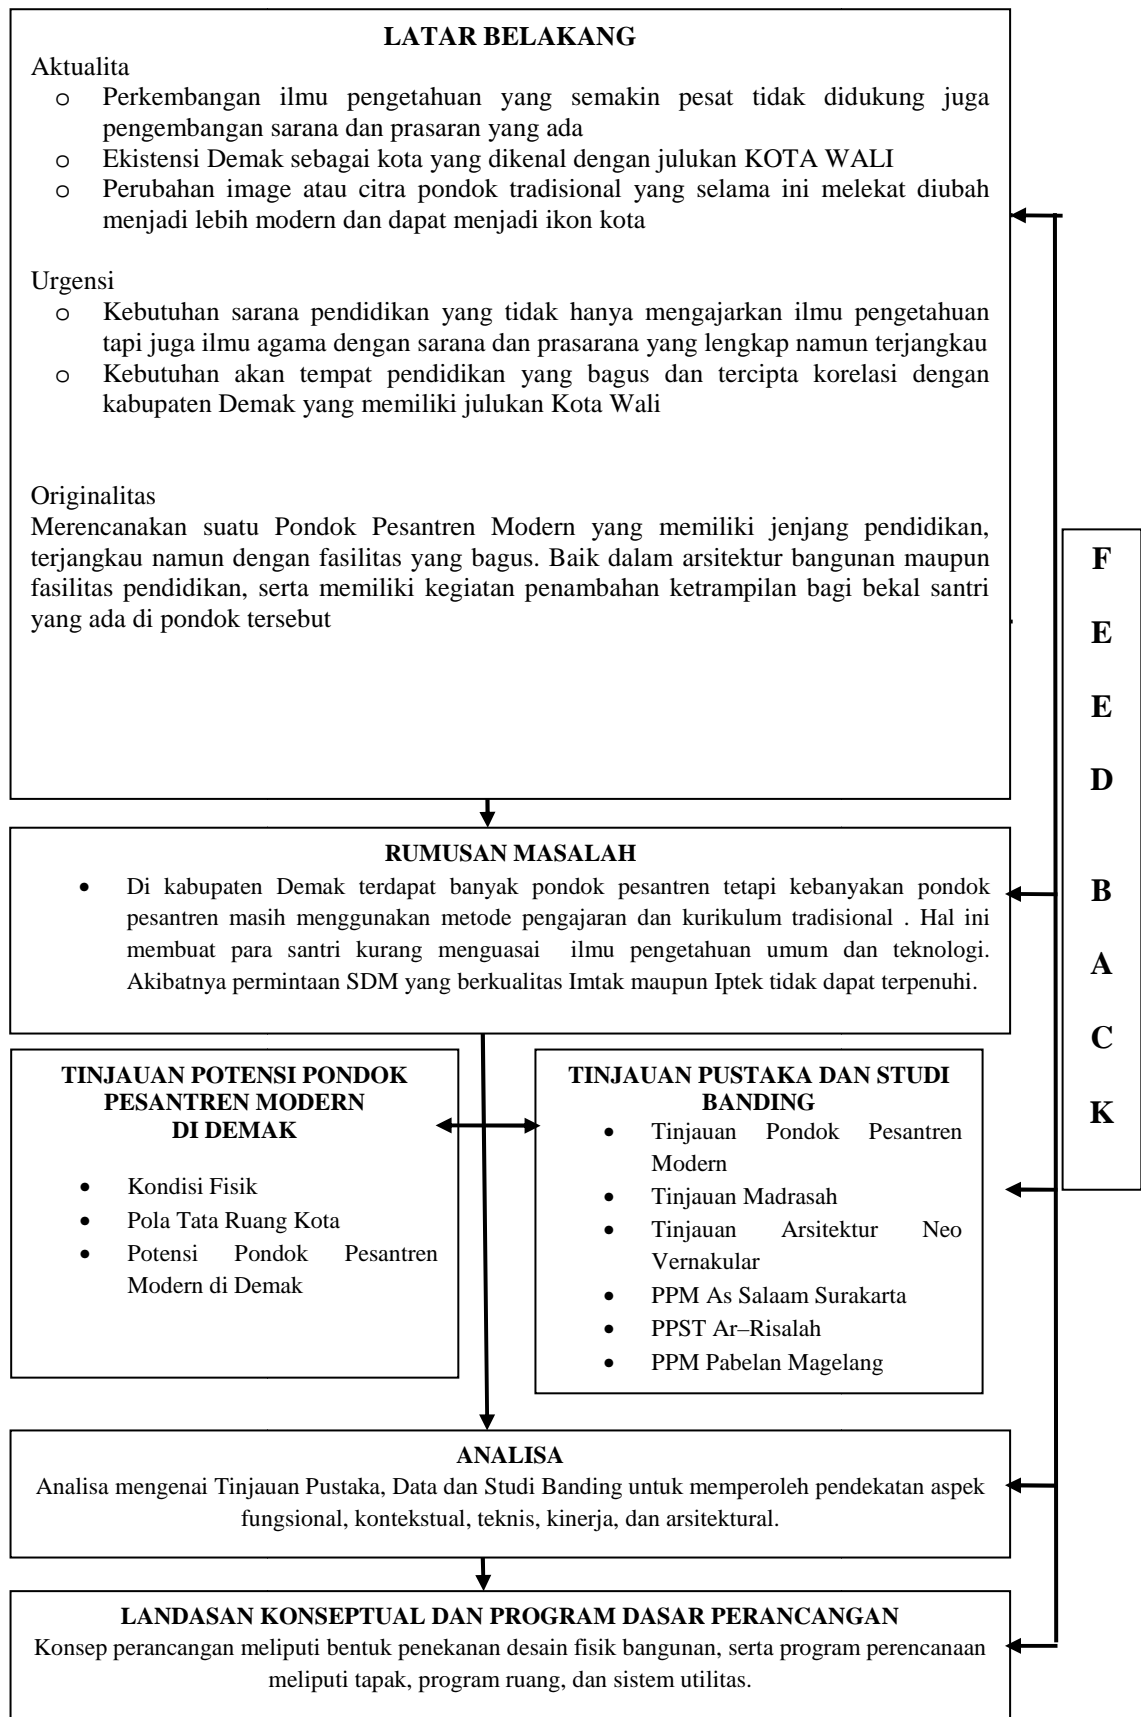 LATAR BELAKANG
Aktualita
o Perkembangan ilmu pengetahuan yang semakin pesat tidak didukung juga
pengembangan sarana dan prasaran yang ada
o Ekistensi Demak sebagai kota yang dikenal dengan julukan KOTA WALI
o Perubahan image atau citra pondok tradisional yang selama ini melekat diubah
menjadi lebih modern dan dapat menjadi ikon kota
Urgensi
o Kebutuhan sarana pendidikan yang tidak hanya mengajarkan ilmu pengetahuan
tapi juga ilmu agama dengan sarana dan prasarana yang lengkap namun terjangkau
o Kebutuhan akan tempat pendidikan yang bagus dan tercipta korelasi dengan
kabupaten Demak yang memiliki julukan Kota Wali
Originalitas
Merencanakan suatu Pondok Pesantren Modern yang memiliki jenjang pendidikan,
terjangkau namun dengan fasilitas yang bagus. Baik dalam arsitektur bangunan maupun
fasilitas pendidikan, serta memiliki kegiatan penambahan ketrampilan bagi bekal santri
yang ada di pondok tersebut
RUMUSAN MASALAH
• Di kabupaten Demak terdapat banyak pondok pesantren tetapi kebanyakan pondok
pesantren masih menggunakan metode pengajaran dan kurikulum tradisional . Hal ini
membuat para santri kurang menguasai ilmu pengetahuan umum dan teknologi.
Akibatnya permintaan SDM yang berkualitas Imtak maupun Iptek tidak dapat terpenuhi.
TINJAUAN POTENSI PONDOK
PESANTREN MODERN
DI DEMAK
• Kondisi Fisik
• Pola Tata Ruang Kota
• Potensi Pondok Pesantren
Modern di Demak
TINJAUAN PUSTAKA DAN STUDI
BANDING
• Tinjauan Pondok Pesantren
Modern
• Tinjauan Madrasah
• Tinjauan Arsitektur Neo
Vernakular
• PPM As Salaam Surakarta
• PPST Ar–Risalah
• PPM Pabelan Magelang
ANALISA
Analisa mengenai Tinjauan Pustaka, Data dan Studi Banding untuk memperoleh pendekatan aspek
fungsional, kontekstual, teknis, kinerja, dan arsitektural.
LANDASAN KONSEPTUAL DAN PROGRAM DASAR PERANCANGAN
Konsep perancangan meliputi bentuk penekanan desain fisik bangunan, serta program perencanaan
meliputi tapak, program ruang, dan sistem utilitas.
F
E
E
D
B
A
C
K